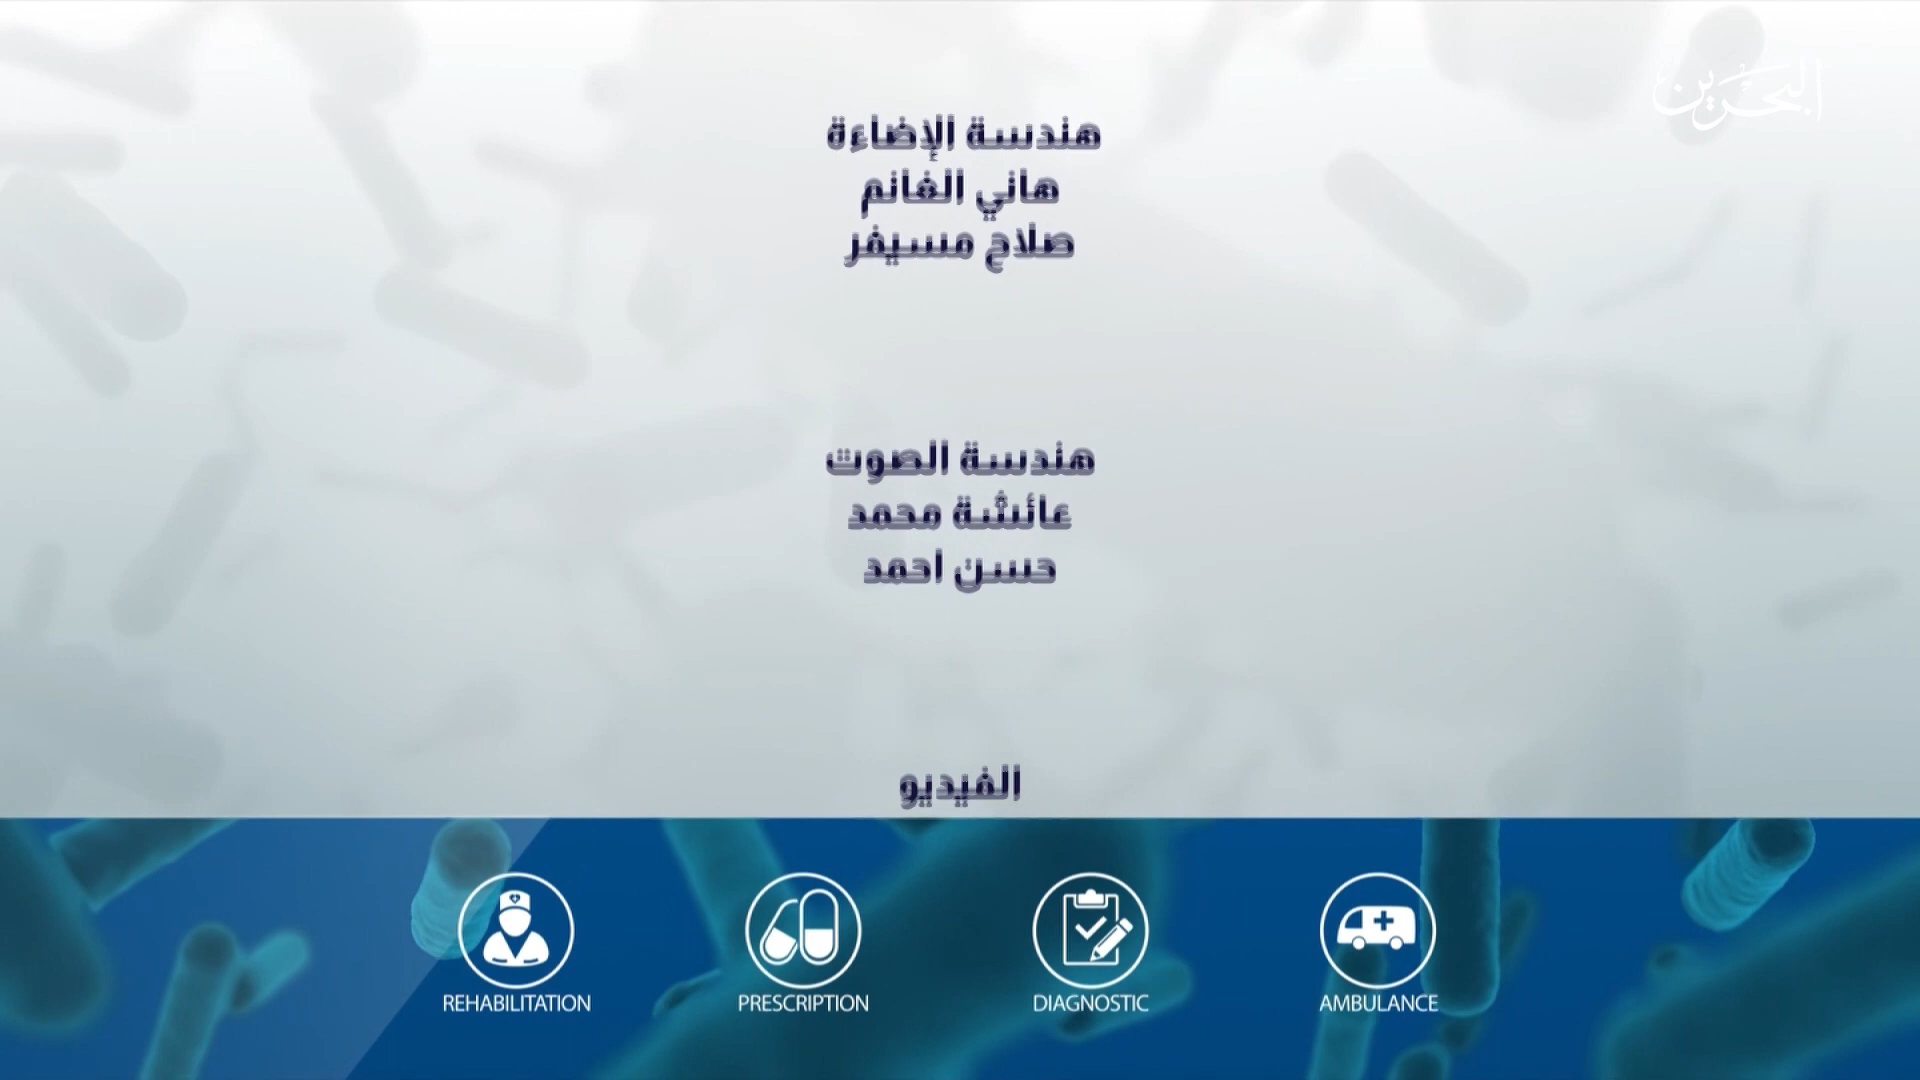 البحرين
هندسة الإضاءة
هاني الغانم
صلاح مسيفر
هندسة الصوت
عائشة محمد
حسن احمد
الفيديو
REHABILITATION
PRESCRIPTION
DIAGNOSTIC
AMBULANCE